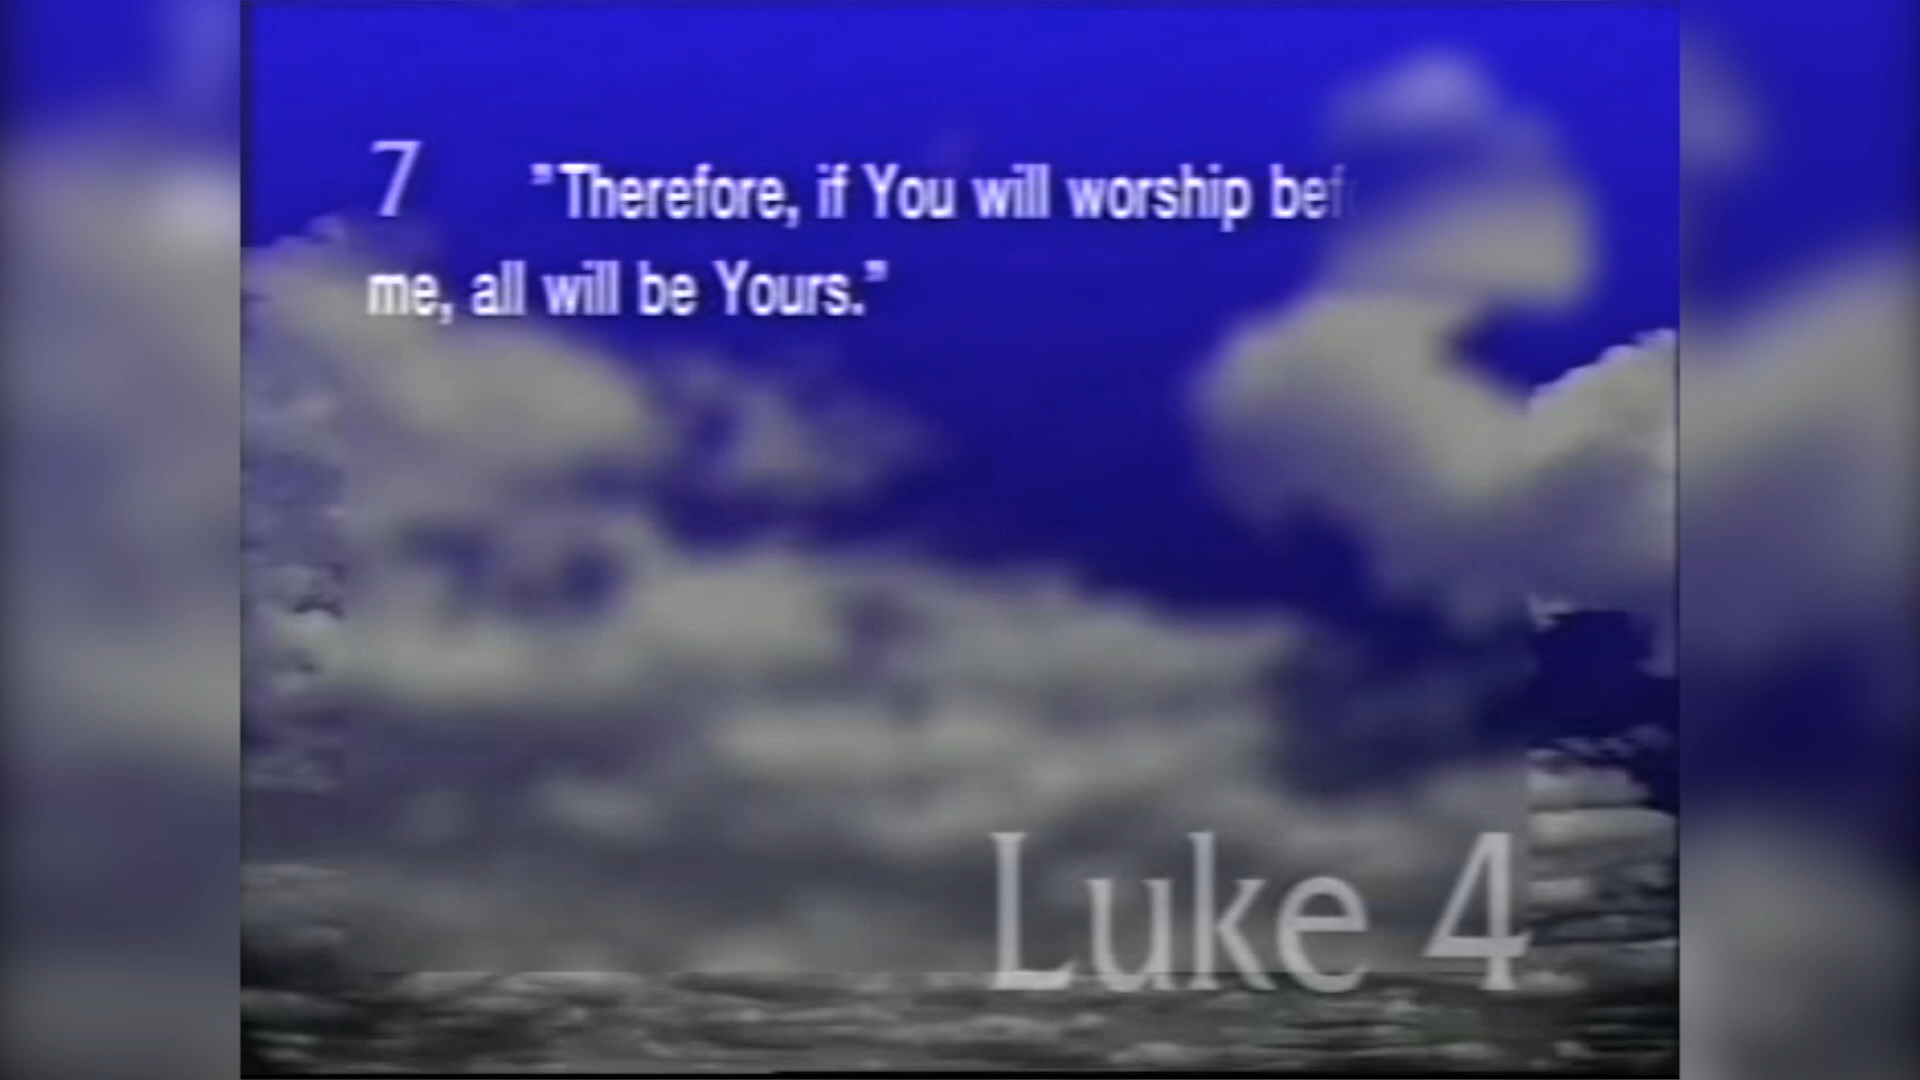 7 "Therefore, if You will worship bef
me, all will be Yours."
Luke 4